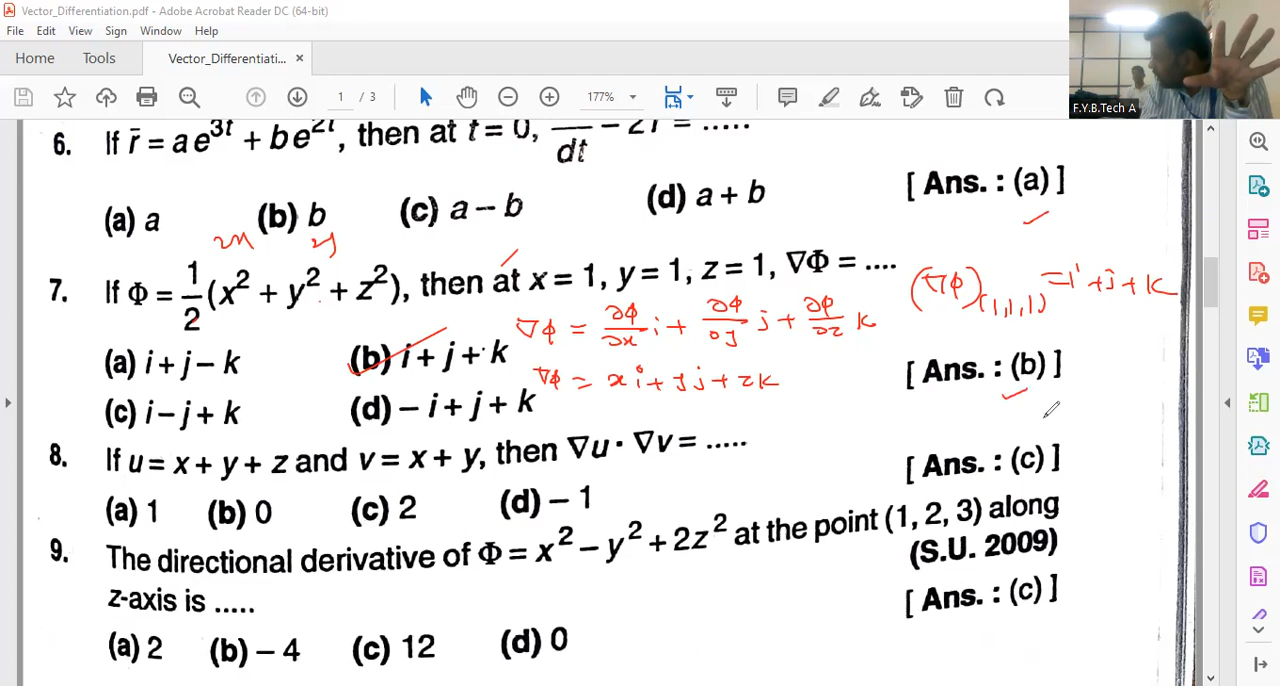 Vector_Differentiation.pdf - Adobe Acrobat Reader DC (64-bit)
File Edit View Sign Window Help
Home Tools Vector_Differentiati... ×
1 / 3 177%
F.Y.B.Tech A
6. If r̄ = a e^3t + b e^2t, then at t = 0, /dt − 2r̄ = .....
(a) a (b) b (c) a − b (d) a + b [ Ans. : (a) ]
2x 2y
7. If Φ = 1/2 (x² + y² + z²), then at x = 1, y = 1, z = 1, ∇Φ = ....
(∇φ)(1,1,1) = i + j + k
∇φ = ∂φ/∂x i + ∂φ/∂y j + ∂φ/∂z k
(a) i + j − k (b) i + j + k [ Ans. : (b) ]
∇φ = x i + y j + z k
(c) i − j + k (d) − i + j + k
8. If u = x + y + z and v = x + y, then ∇u · ∇v = .....
[ Ans. : (c) ]
(a) 1 (b) 0 (c) 2 (d) − 1
9. The directional derivative of Φ = x² − y² + 2z² at the point (1, 2, 3) along
z-axis is ..... (S.U. 2009)
[ Ans. : (c) ]
(a) 2 (b) − 4 (c) 12 (d) 0